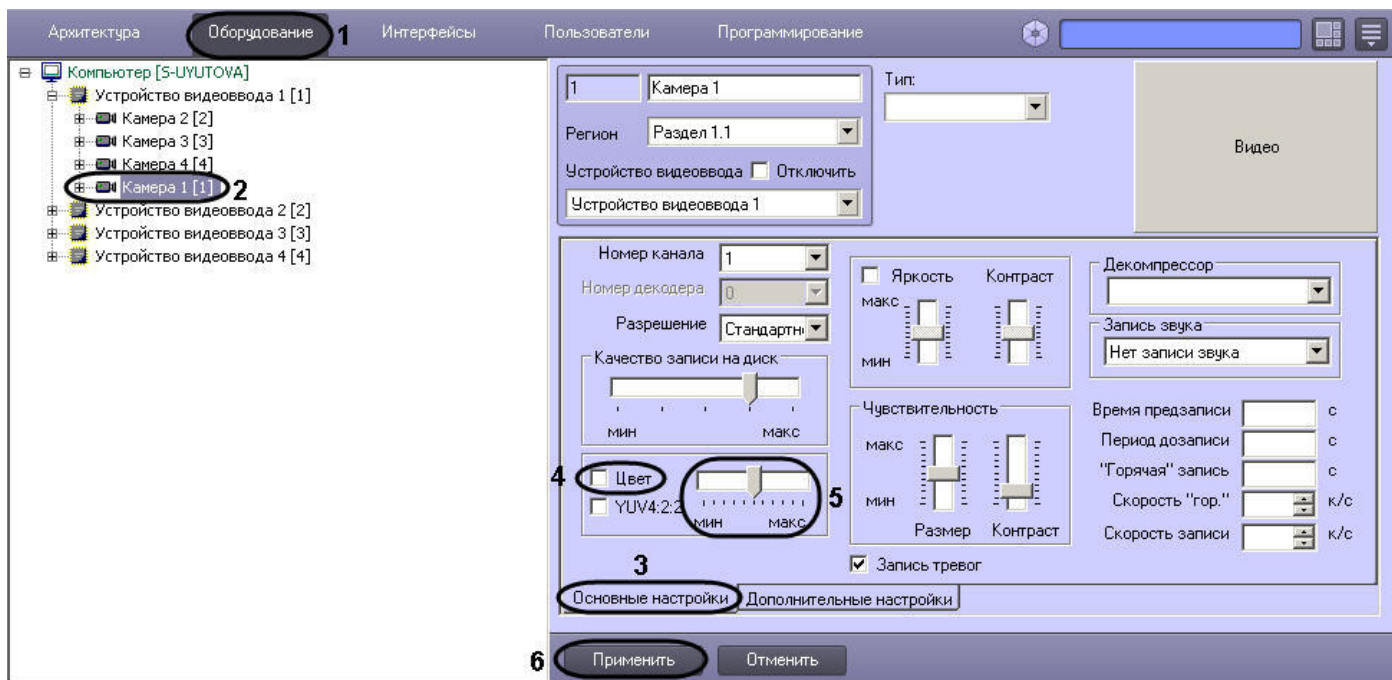 Архитектура Оборудование 1 Интерфейсы Пользователи Программирование
Компьютер [S-UYUTOVA]
Устройство видеоввода 1 [1]
Камера 2 [2]
Камера 3 [3]
Камера 4 [4]
Камера 1 [1] 2
Устройство видеоввода 2 [2]
Устройство видеоввода 3 [3]
Устройство видеоввода 4 [4]
1 Камера 1
Регион Раздел 1.1
Устройство видеоввода Отключить
Устройство видеоввода 1
Тип:
Видео
Номер канала 1
Номер декодера 0
Разрешение Стандартн
Качество записи на диск
мин макс
4 Цвет
YUV4:2:2
мин макс
5
Яркость Контраст
макс
мин
Чувствительность
макс
мин
Размер Контраст
Запись тревог
Декомпрессор
Запись звука
Нет записи звука
Время предзаписи с
Период дозаписи с
"Горячая" запись с
Скорость "гор." к/с
Скорость записи к/с
3
Основные настройки Дополнительные настройки
6 Применить Отменить